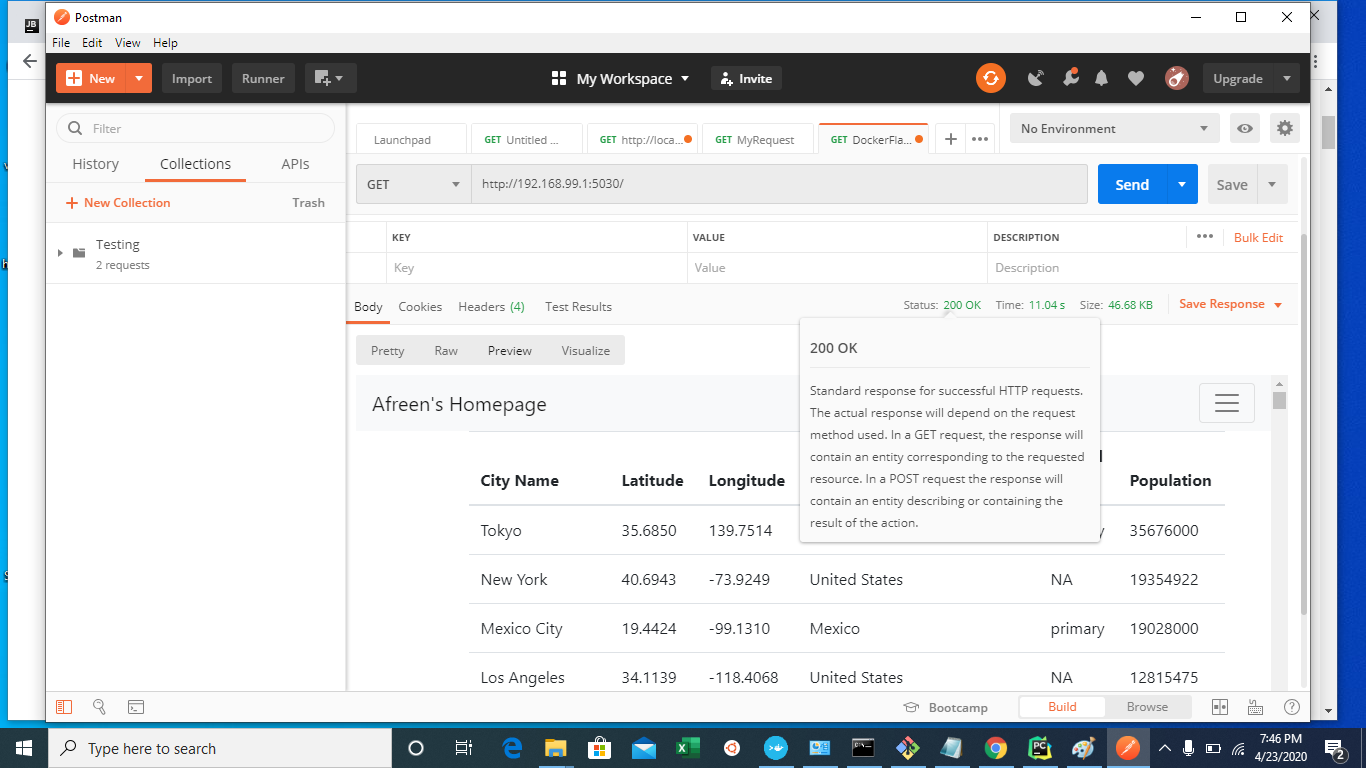 JB
Postman
File Edit View Help
New Import Runner My Workspace Invite Upgrade
Filter
History Collections APIs
New Collection Trash
Testing
2 requests
Launchpad GET Untitled ... GET http://loca... GET MyRequest GET DockerFla... No Environment
GET http://192.168.99.1:5030/ Send Save
KEY VALUE DESCRIPTION ••• Bulk Edit
Key Value Description
Body Cookies Headers (4) Test Results Status: 200 OK Time: 11.04 s Size: 46.68 KB Save Response
Pretty Raw Preview Visualize
200 OK
Standard response for successful HTTP requests.
The actual response will depend on the request
method used. In a GET request, the response will
contain an entity corresponding to the requested
resource. In a POST request the response will
contain an entity describing or containing the
result of the action.
Afreen's Homepage
City Name Latitude Longitude Population
Tokyo 35.6850 139.7514 35676000
New York 40.6943 -73.9249 United States NA 19354922
Mexico City 19.4424 -99.1310 Mexico primary 19028000
Los Angeles 34.1139 -118.4068 United States NA 12815475
Bootcamp Build Browse
Type here to search
7:46 PM
4/23/2020
2